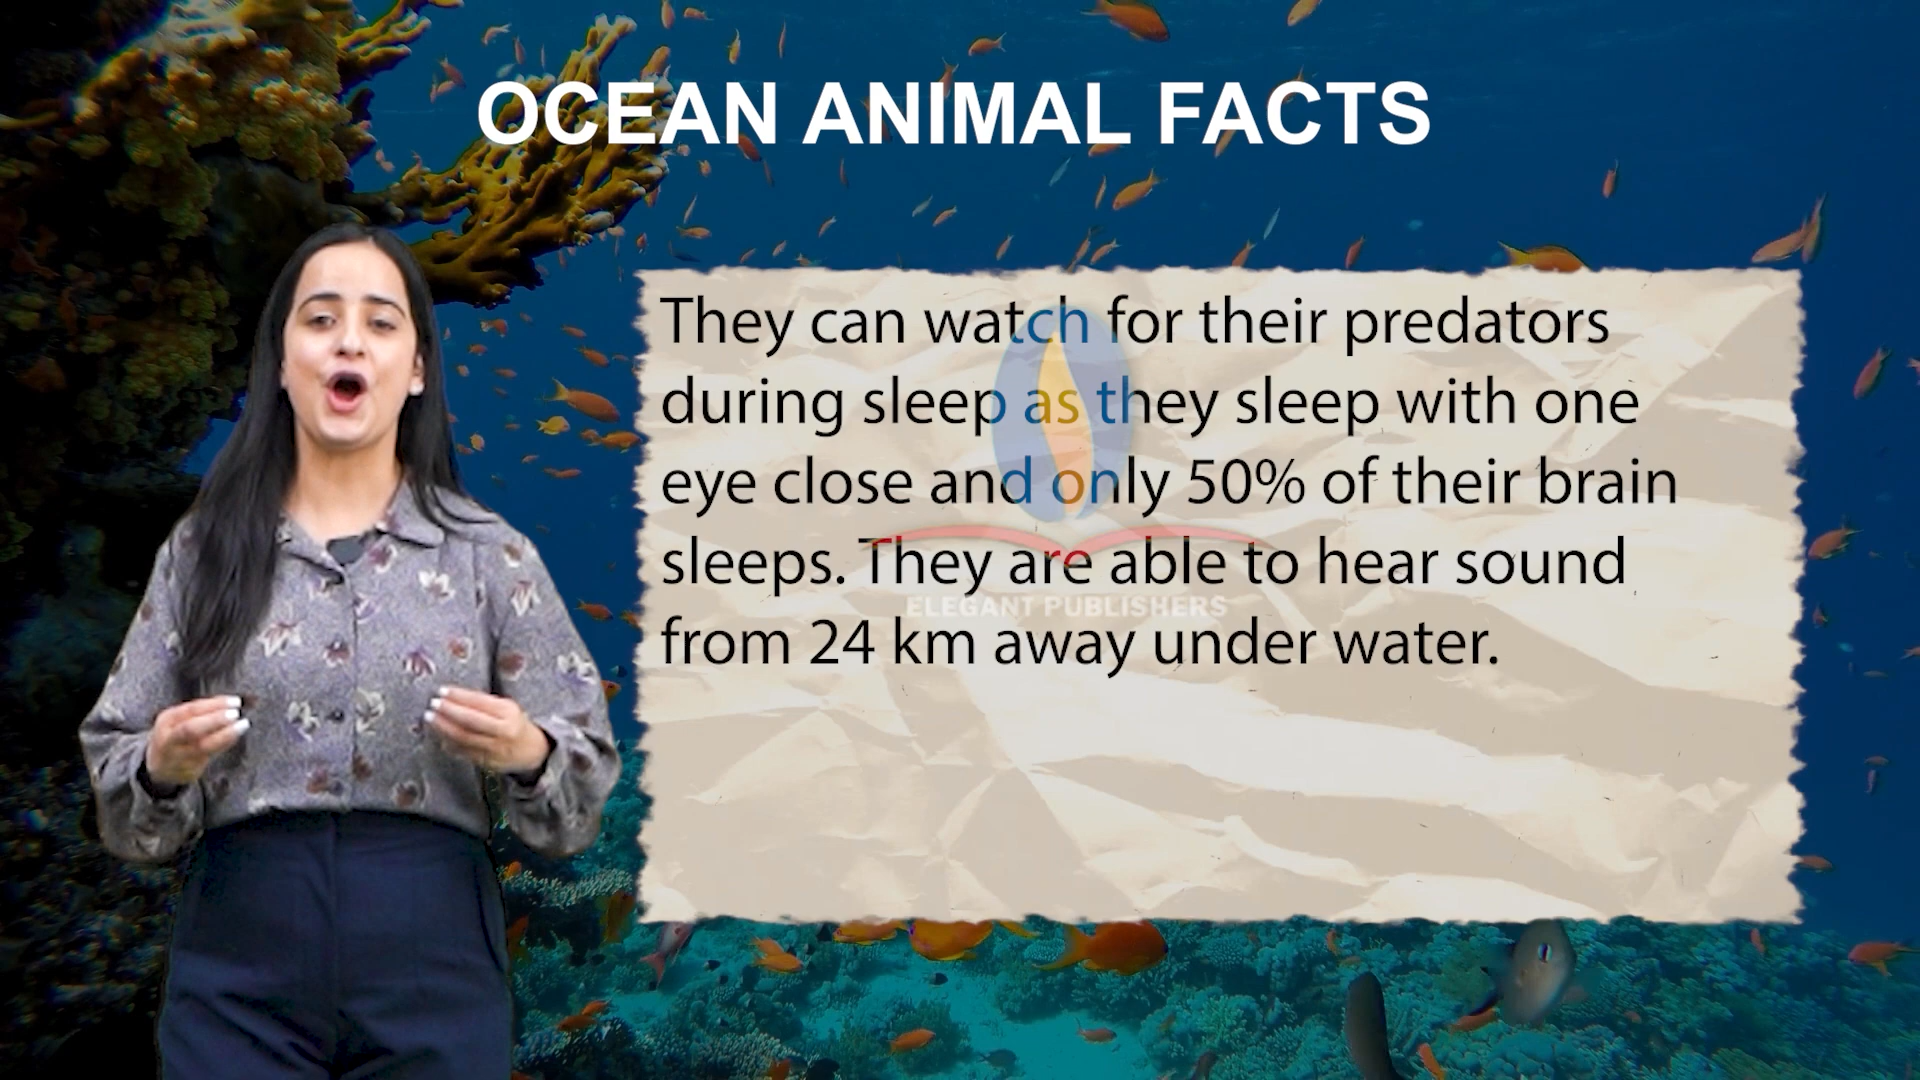 OCEAN ANIMAL FACTS
They can watch for their predators
during sleep as they sleep with one
eye close and only 50% of their brain
sleeps. They are able to hear sound
ELEGANT PUBLISHERS
from 24 km away under water.